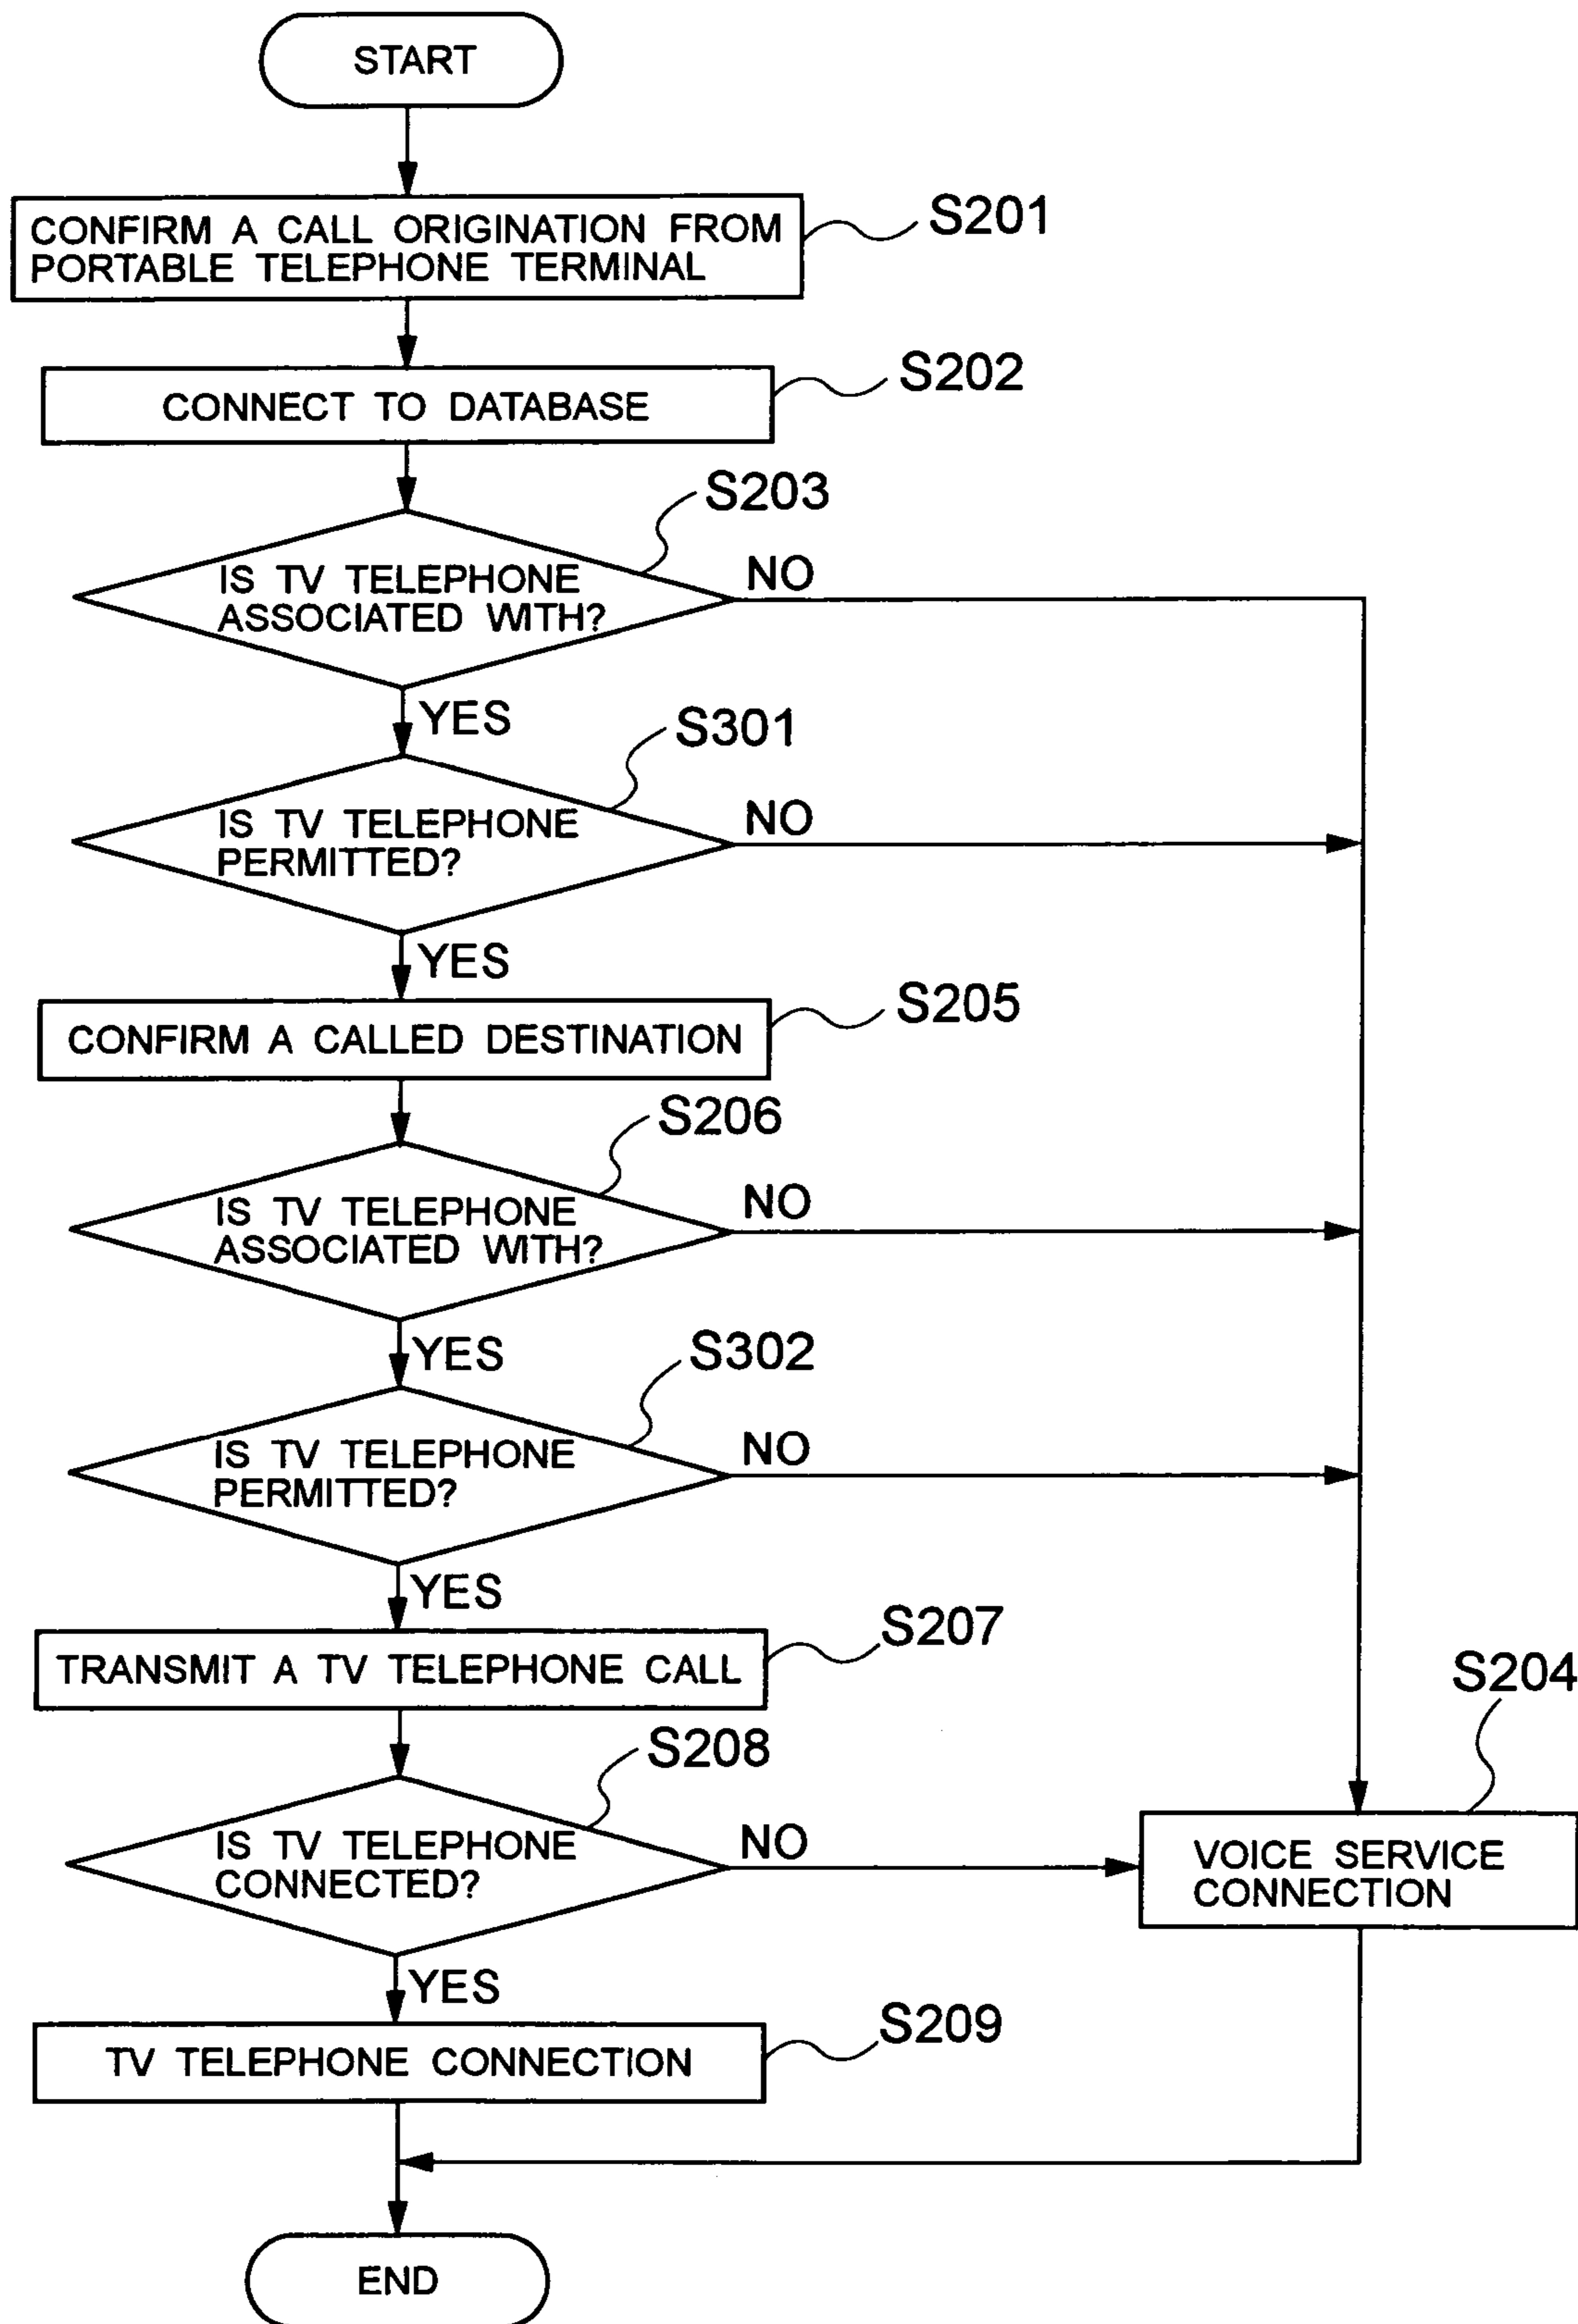 START
CONFIRM A CALL ORIGINATION FROM
PORTABLE TELEPHONE TERMINAL
S201
CONNECT TO DATABASE
S202
S203
IS TV TELEPHONE
ASSOCIATED WITH?
NO
YES
S301
IS TV TELEPHONE
PERMITTED?
NO
YES
CONFIRM A CALLED DESTINATION
S205
S206
IS TV TELEPHONE
ASSOCIATED WITH?
NO
YES
S302
IS TV TELEPHONE
PERMITTED?
NO
YES
TRANSMIT A TV TELEPHONE CALL
S207
S208
IS TV TELEPHONE
CONNECTED?
NO
S204
VOICE SERVICE
CONNECTION
YES
TV TELEPHONE CONNECTION
S209
END